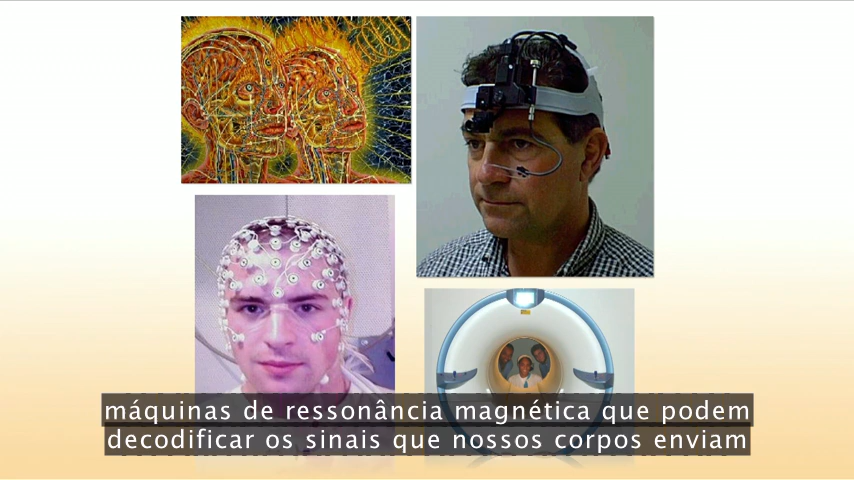 máquinas de ressonância magnética que podem
decodificar os sinais que nossos corpos enviam